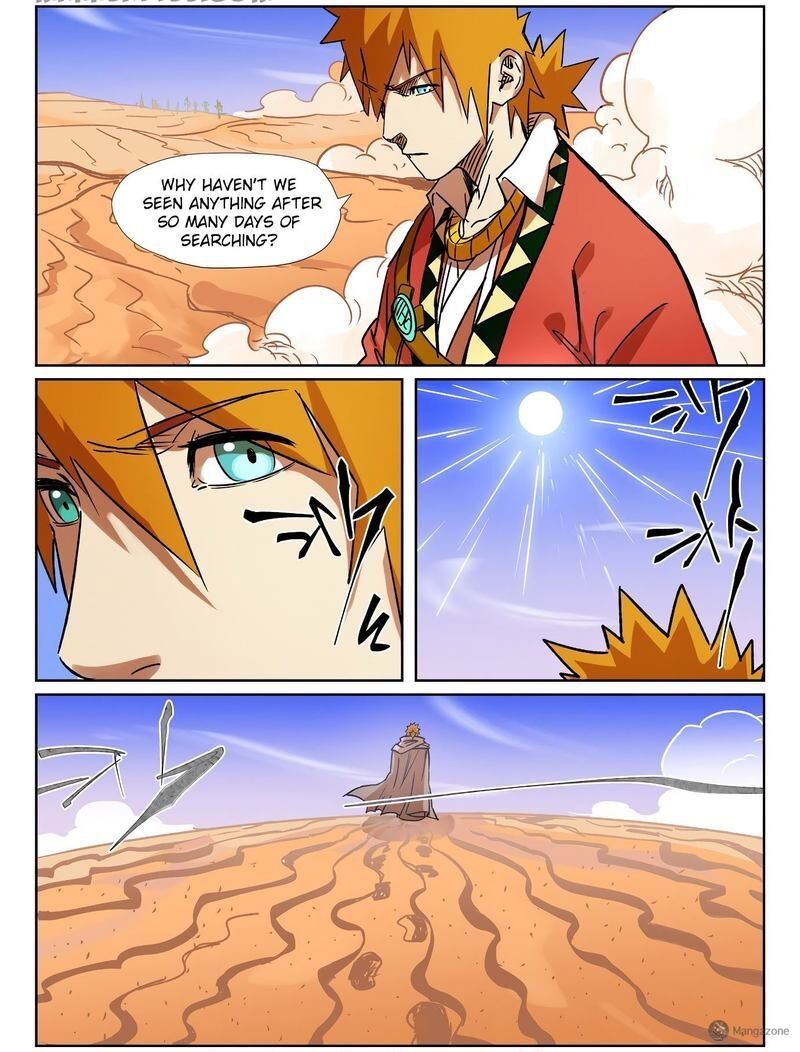 WHY HAVEN'T WE
SEEN ANYTHING AFTER
SO MANY DAYS OF
SEARCHING?
Mangazone